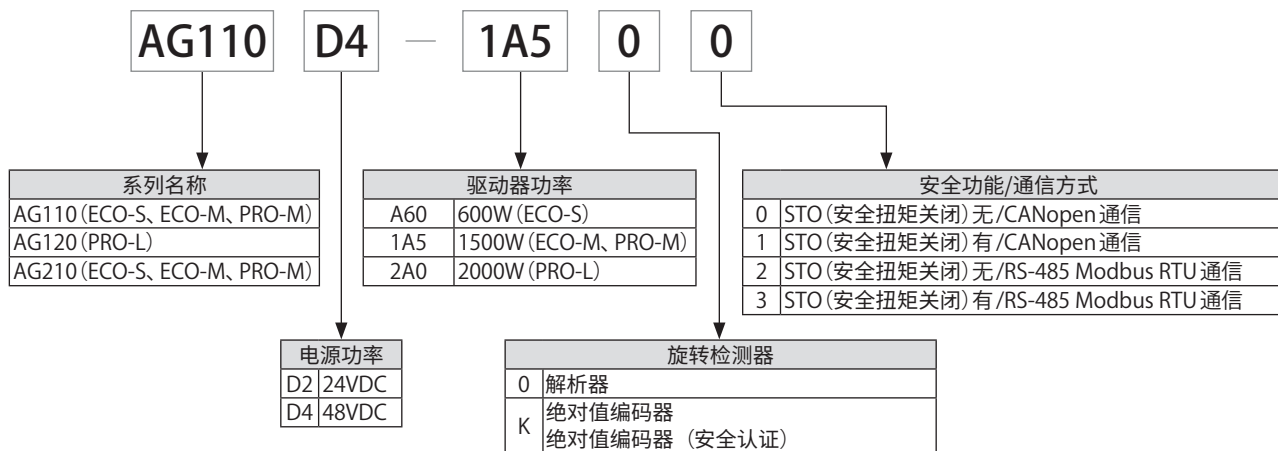 AG110 D4 — 1A5 0 0
系列名称
AG110(ECO-S、ECO-M、PRO-M)
AG120(PRO-L)
AG210(ECO-S、ECO-M、PRO-M)
驱动器功率
A60 600W(ECO-S)
1A5 1500W(ECO-M、PRO-M)
2A0 2000W(PRO-L)
安全功能/通信方式
0 STO(安全扭矩关闭)无/CANopen通信
1 STO(安全扭矩关闭)有/CANopen通信
2 STO(安全扭矩关闭)无/RS-485 Modbus RTU通信
3 STO(安全扭矩关闭)有/RS-485 Modbus RTU通信
电源功率
D2 24VDC
D4 48VDC
旋转检测器
0 解析器
K 绝对值编码器
绝对值编码器（安全认证）